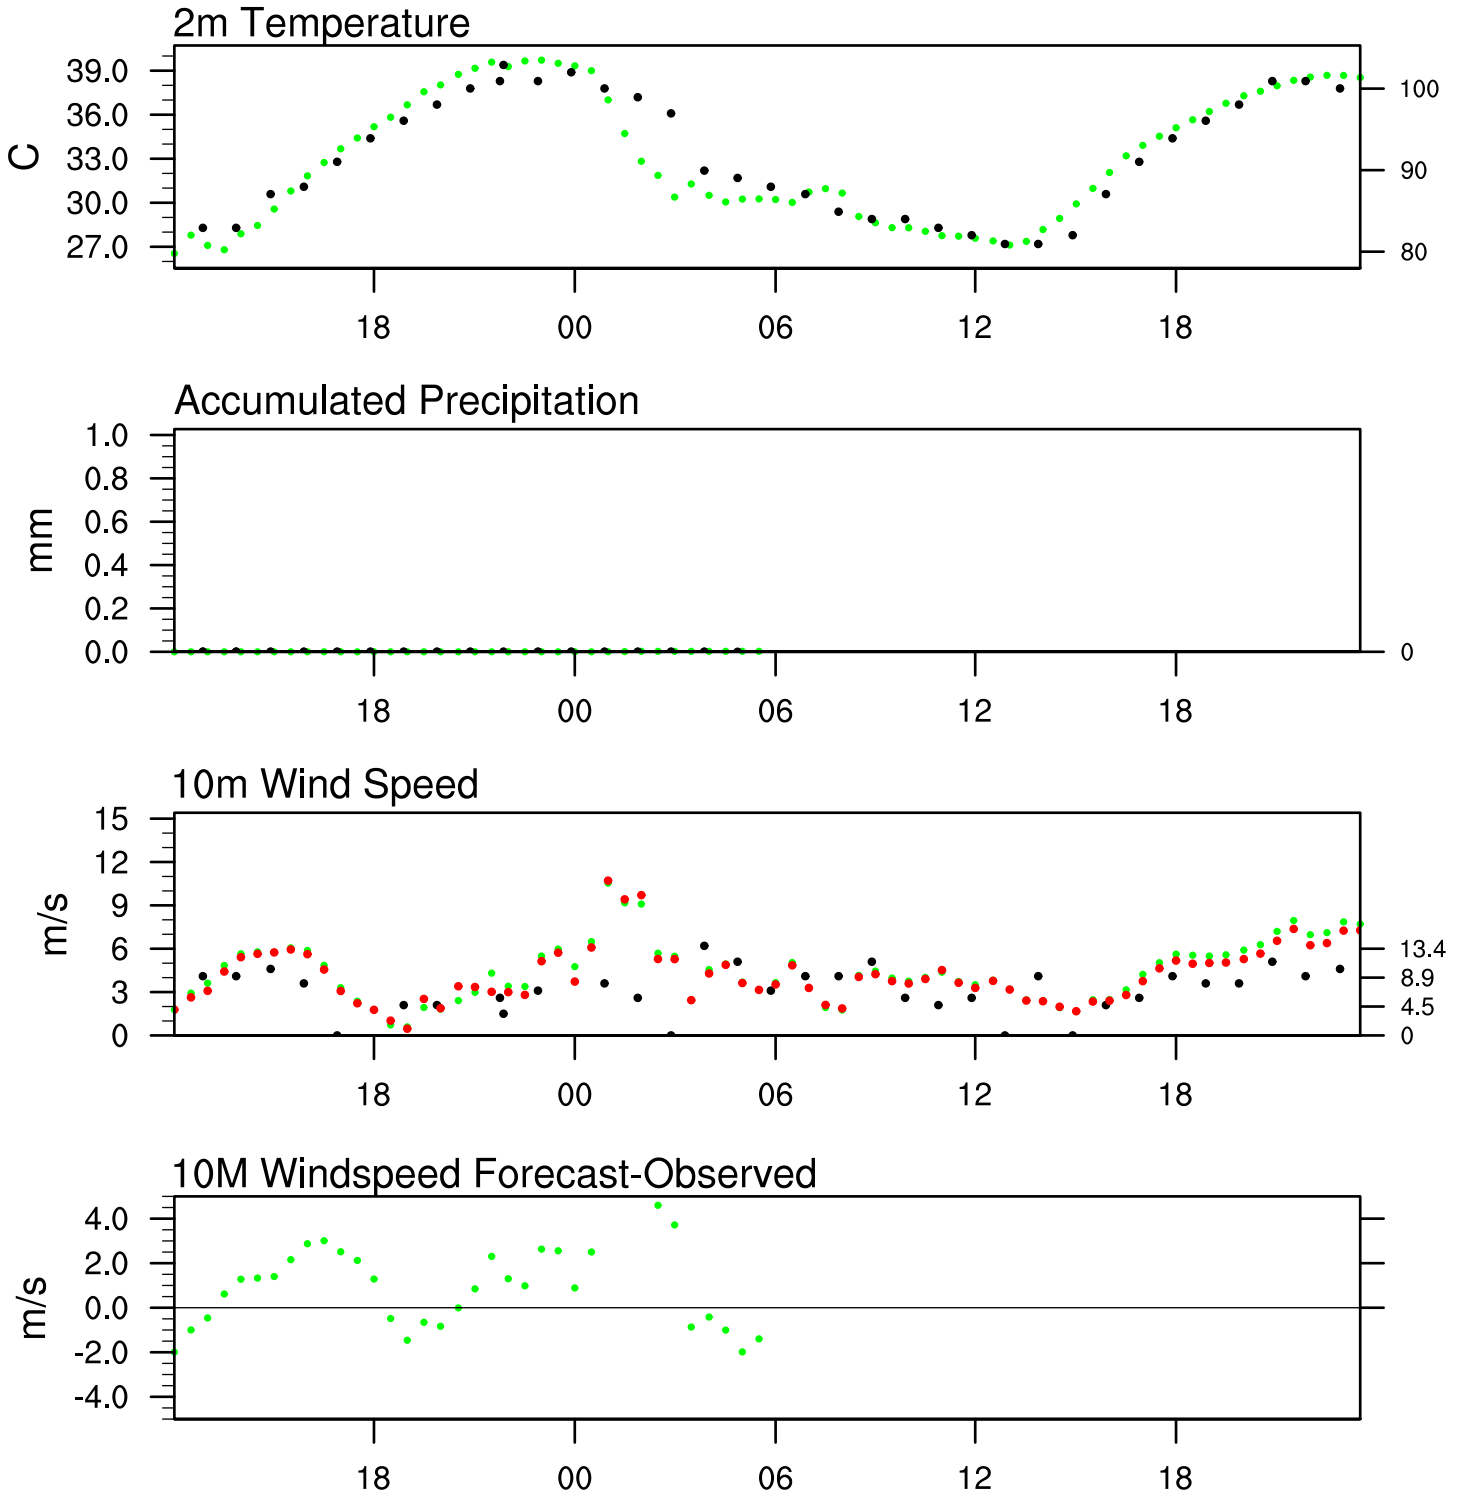 2m Temperature
39.0
36.0
33.0
30.0
27.0
C
100
90
80
18 00 06 12 18
Accumulated Precipitation
1.0
0.8
0.6
0.4
0.2
0.0
mm
0
18 00 06 12 18
10m Wind Speed
15
12
9
6
3
0
m/s
13.4
8.9
4.5
0
18 00 06 12 18
10M Windspeed Forecast-Observed
4.0
2.0
0.0
-2.0
-4.0
m/s
18 00 06 12 18